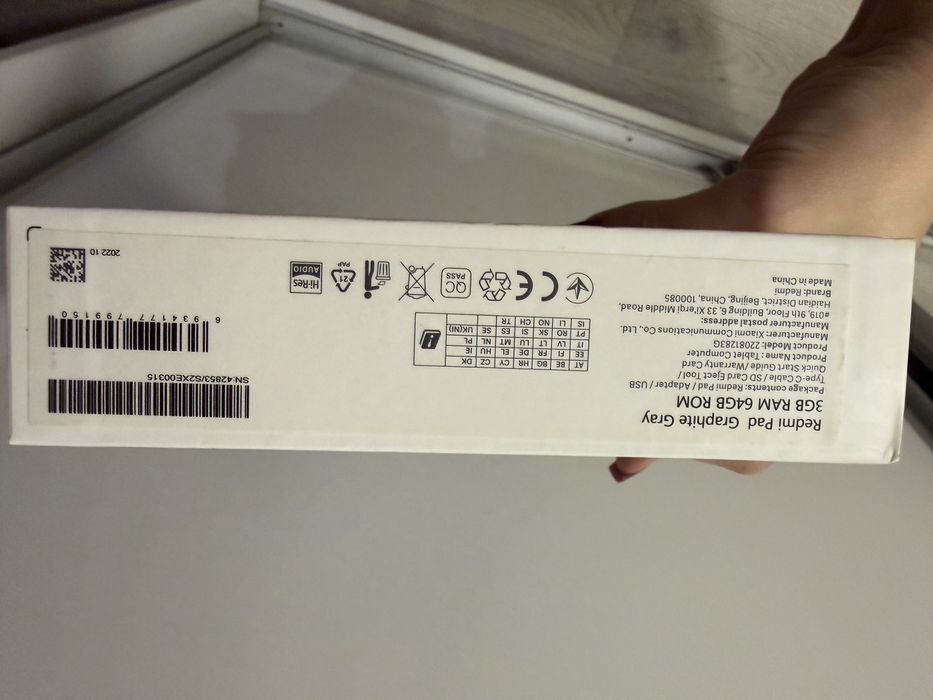 Redmi Pad Graphite Gray
3GB RAM 64GB ROM
Package contents: Redmi Pad / Adapter / USB
Type-C Cable / SD Card Eject Tool /
Quick Start Guide /Warranty Card
Product Name: Tablet Computer
Product Model: 22081283G
Manufacturer: Xiaomi Communications Co., Ltd.
Manufacturer postal address:
#019, 9th Floor, Building 6, 33 Xi'erqi Middle Road,
Haidian District, Beijing, China, 100085
Brand: Redmi
Made in China
AT BE BG HR CY CZ DK
EE FI FR DE EL HU IE
IT LV LT LU MT NL PL
PT RO SK SI ES SE UK(NI)
IS LI NO CH TR
CE
QC
PASS
21
PAP
Hi-Res
AUDIO
SN:42853/S2XE00315
6 934177 799150
2022 10